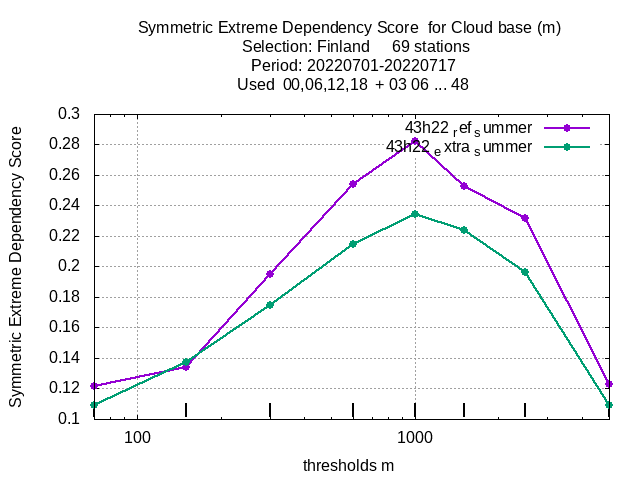 Symmetric Extreme Dependency Score for Cloud base (m)
Selection: Finland 69 stations
Period: 20220701-20220717
Used 00,06,12,18 + 03 06 ... 48
43h22 ref summer
43h22 extra summer
Symmetric Extreme Dependency Score
0.3
0.28
0.26
0.24
0.22
0.2
0.18
0.16
0.14
0.12
0.1
100 1000
thresholds m